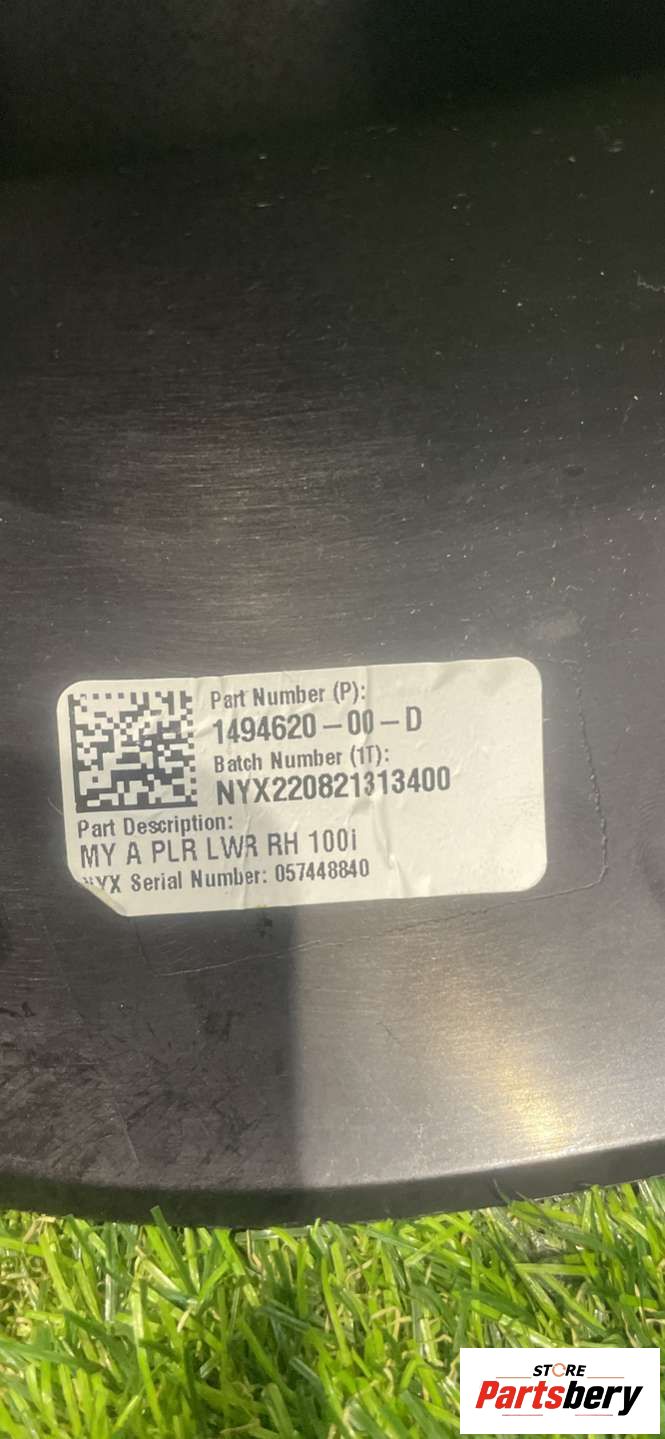 Part Number (P):
1494620-00-D
Batch Number (1T):
NYX220821313400
Part Description:
MY A PLR LWR RH 100i
NYX Serial Number: 057448840
STORE
Partsbery